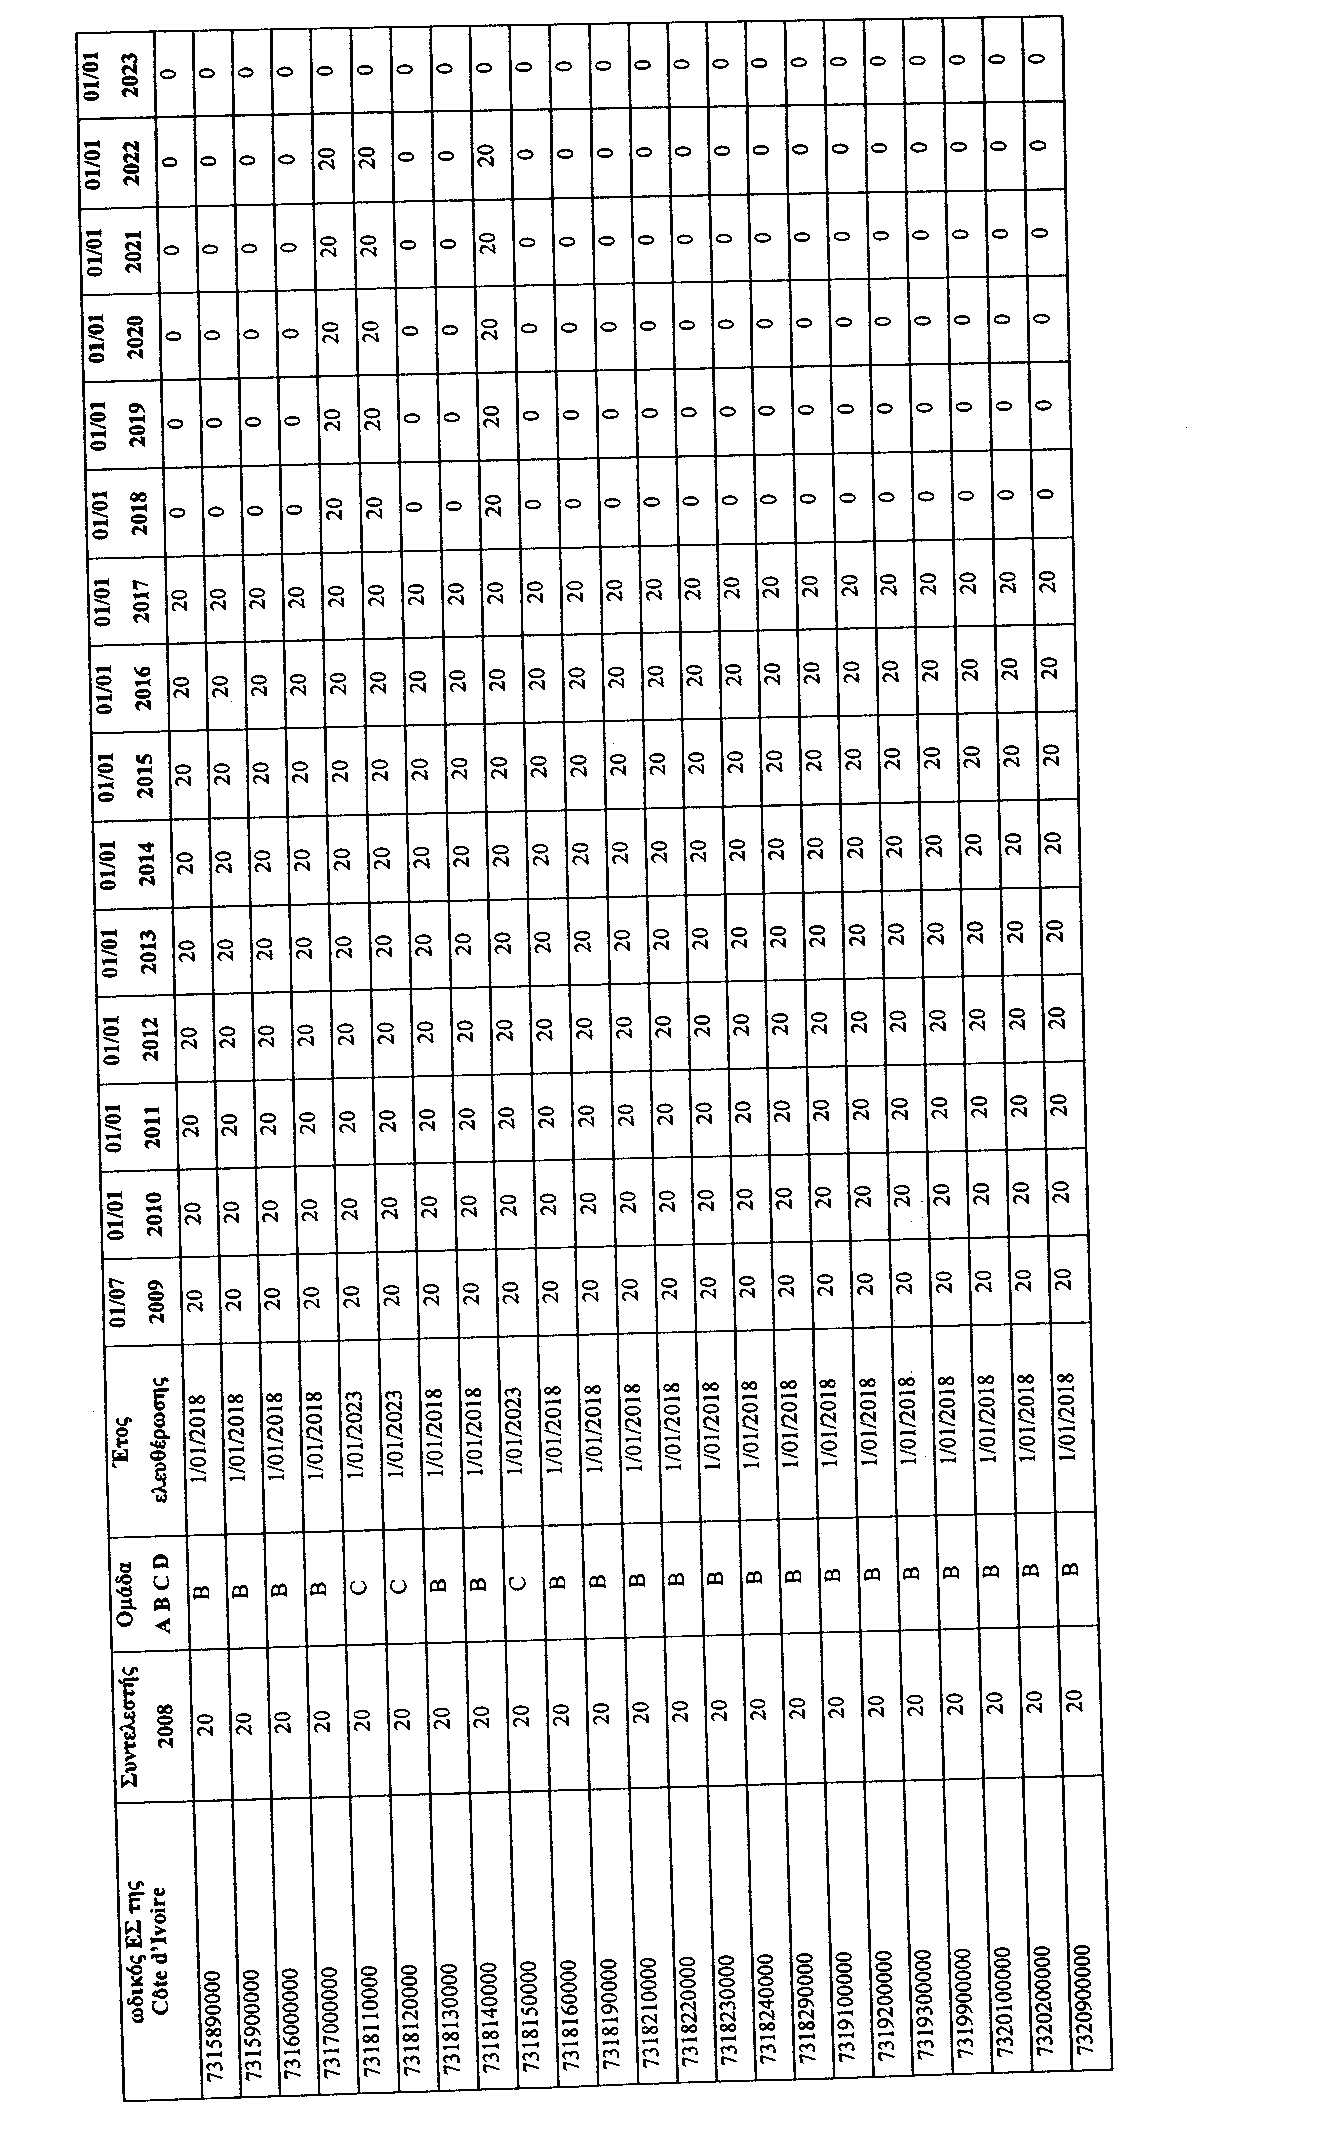 ωδικός ΕΣ της Συντελεστής Ομάδα Έτος 01/07 01/01 01/01 01/01 01/01 01/01 01/01 01/01 01/01 01/01 01/01 01/01 01/01 01/01 01/01
Côte d'Ivoire 2008 A B C D ελευθέρωσης 2009 2010 2011 2012 2013 2014 2015 2016 2017 2018 2019 2020 2021 2022 2023
7315890000 20 B 1/01/2018 20 20 20 20 20 20 20 20 20 0 0 0 0 0 0
7315900000 20 B 1/01/2018 20 20 20 20 20 20 20 20 20 0 0 0 0 0 0
7316000000 20 B 1/01/2018 20 20 20 20 20 20 20 20 20 0 0 0 0 0 0
7317000000 20 B 1/01/2018 20 20 20 20 20 20 20 20 20 0 0 0 0 0 0
7318110000 20 C 1/01/2023 20 20 20 20 20 20 20 20 20 20 20 20 20 20 0
7318120000 20 C 1/01/2023 20 20 20 20 20 20 20 20 20 20 20 20 20 20 0
7318130000 20 B 1/01/2018 20 20 20 20 20 20 20 20 20 0 0 0 0 0 0
7318140000 20 B 1/01/2018 20 20 20 20 20 20 20 20 20 0 0 0 0 0 0
7318150000 20 C 1/01/2023 20 20 20 20 20 20 20 20 20 20 20 20 20 20 0
7318160000 20 B 1/01/2018 20 20 20 20 20 20 20 20 20 0 0 0 0 0 0
7318190000 20 B 1/01/2018 20 20 20 20 20 20 20 20 20 0 0 0 0 0 0
7318210000 20 B 1/01/2018 20 20 20 20 20 20 20 20 20 0 0 0 0 0 0
7318220000 20 B 1/01/2018 20 20 20 20 20 20 20 20 20 0 0 0 0 0 0
7318230000 20 B 1/01/2018 20 20 20 20 20 20 20 20 20 0 0 0 0 0 0
7318240000 20 B 1/01/2018 20 20 20 20 20 20 20 20 20 0 0 0 0 0 0
7318290000 20 B 1/01/2018 20 20 20 20 20 20 20 20 20 0 0 0 0 0 0
7319100000 20 B 1/01/2018 20 20 20 20 20 20 20 20 20 0 0 0 0 0 0
7319200000 20 B 1/01/2018 20 20 20 20 20 20 20 20 20 0 0 0 0 0 0
7319300000 20 B 1/01/2018 20 20 20 20 20 20 20 20 20 0 0 0 0 0 0
7319900000 20 B 1/01/2018 20 20 20 20 20 20 20 20 20 0 0 0 0 0 0
7320100000 20 B 1/01/2018 20 20 20 20 20 20 20 20 20 0 0 0 0 0 0
7320200000 20 B 1/01/2018 20 20 20 20 20 20 20 20 20 0 0 0 0 0 0
7320900000 20 B 1/01/2018 20 20 20 20 20 20 20 20 20 0 0 0 0 0 0